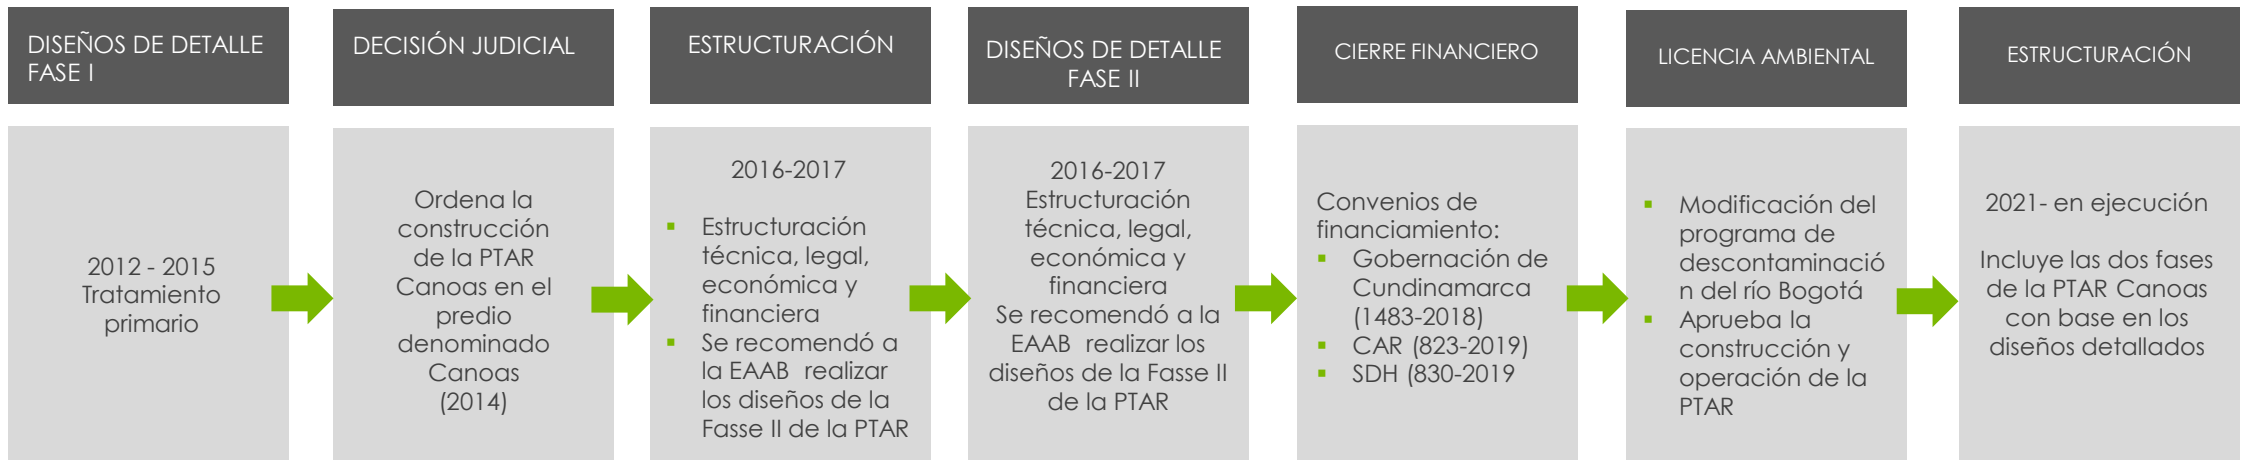 DISEÑOS DE DETALLE
FASE I
2012 - 2015
Tratamiento
primario
DECISIÓN JUDICIAL
Ordena la
construcción
de la PTAR
Canoas en el
predio
denominado
Canoas
(2014)
ESTRUCTURACIÓN
2016-2017
▪ Estructuración
técnica, legal,
económica y
financiera
▪ Se recomendó a
la EAAB realizar
los diseños de la
Fasse II de la PTAR
DISEÑOS DE DETALLE
FASE II
2016-2017
Estructuración
técnica, legal,
económica y
financiera
Se recomendó a la
EAAB realizar los
diseños de la Fasse II
de la PTAR
CIERRE FINANCIERO
Convenios de
financiamiento:
▪ Gobernación de
Cundinamarca
(1483-2018)
▪ CAR (823-2019)
▪ SDH (830-2019
LICENCIA AMBIENTAL
▪ Modificación del
programa de
descontaminació
n del río Bogotá
▪ Aprueba la
construcción y
operación de la
PTAR
ESTRUCTURACIÓN
2021- en ejecución
Incluye las dos fases
de la PTAR Canoas
con base en los
diseños detallados